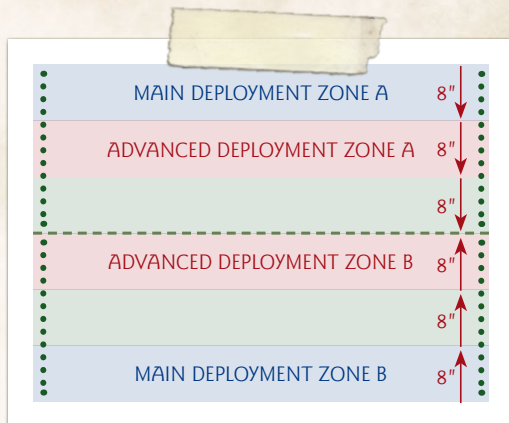 MAIN DEPLOYMENT ZONE A 8"
ADVANCED DEPLOYMENT ZONE A 8"
8"
ADVANCED DEPLOYMENT ZONE B 8"
8"
MAIN DEPLOYMENT ZONE B 8"